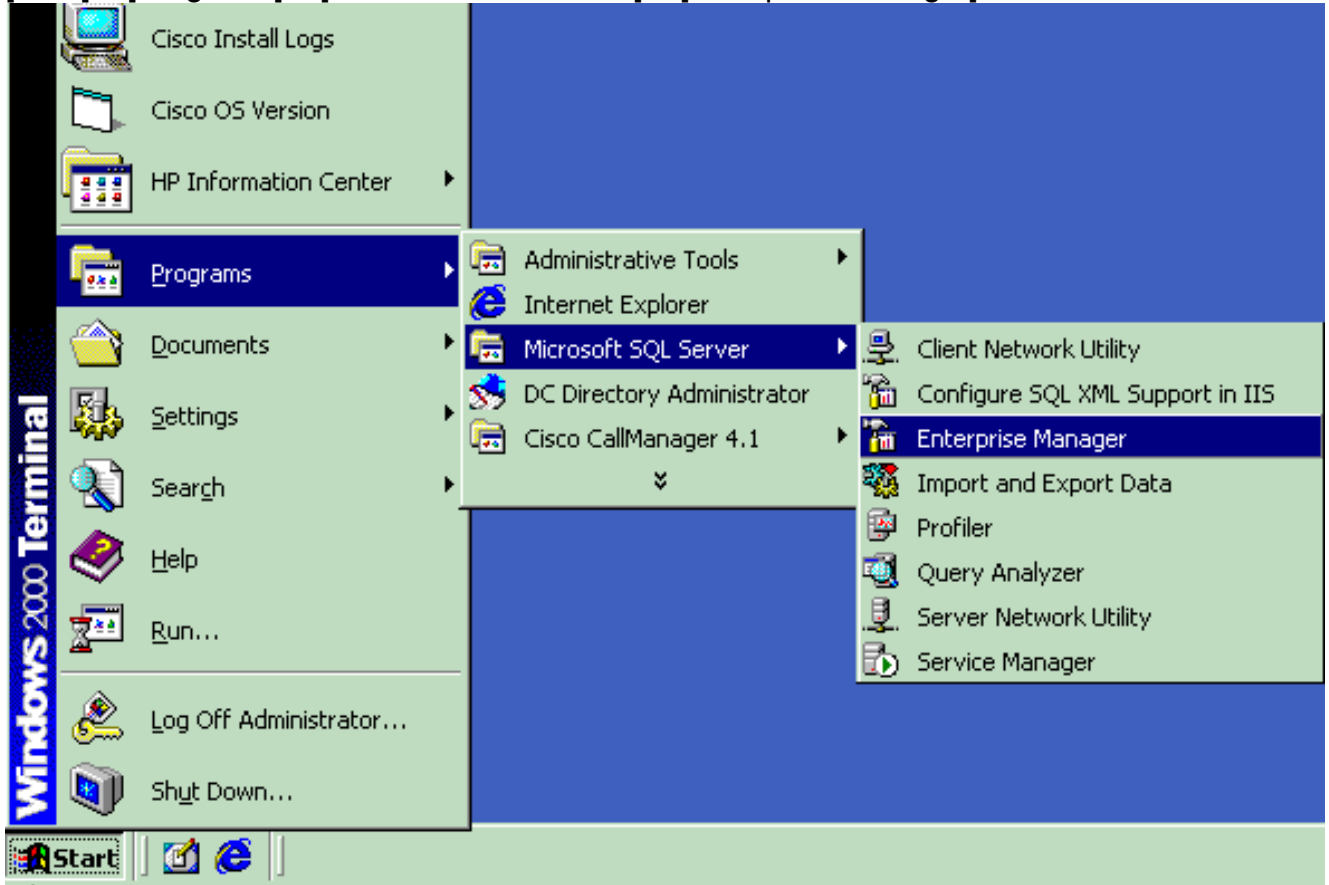 Cisco Install Logs
Cisco OS Version
HP Information Center
Programs
Documents
Settings
Search
Help
Run...
Log Off Administrator...
Shut Down...
Administrative Tools
Internet Explorer
Microsoft SQL Server
DC Directory Administrator
Cisco CallManager 4.1
Client Network Utility
Configure SQL XML Support in IIS
Enterprise Manager
Import and Export Data
Profiler
Query Analyzer
Server Network Utility
Service Manager
Windows 2000 Terminal
Start